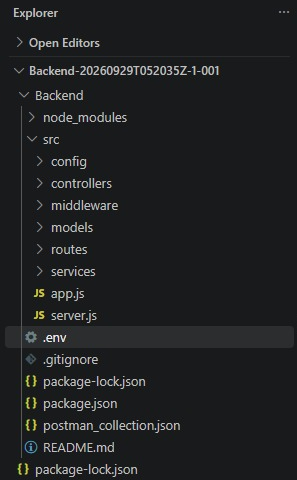 Explorer
Open Editors
Backend-20260929T052035Z-1-001
Backend
node_modules
src
config
controllers
middleware
models
routes
services
JS app.js
JS server.js
.env
.gitignore
{} package-lock.json
{} package.json
{} postman_collection.json
README.md
{} package-lock.json